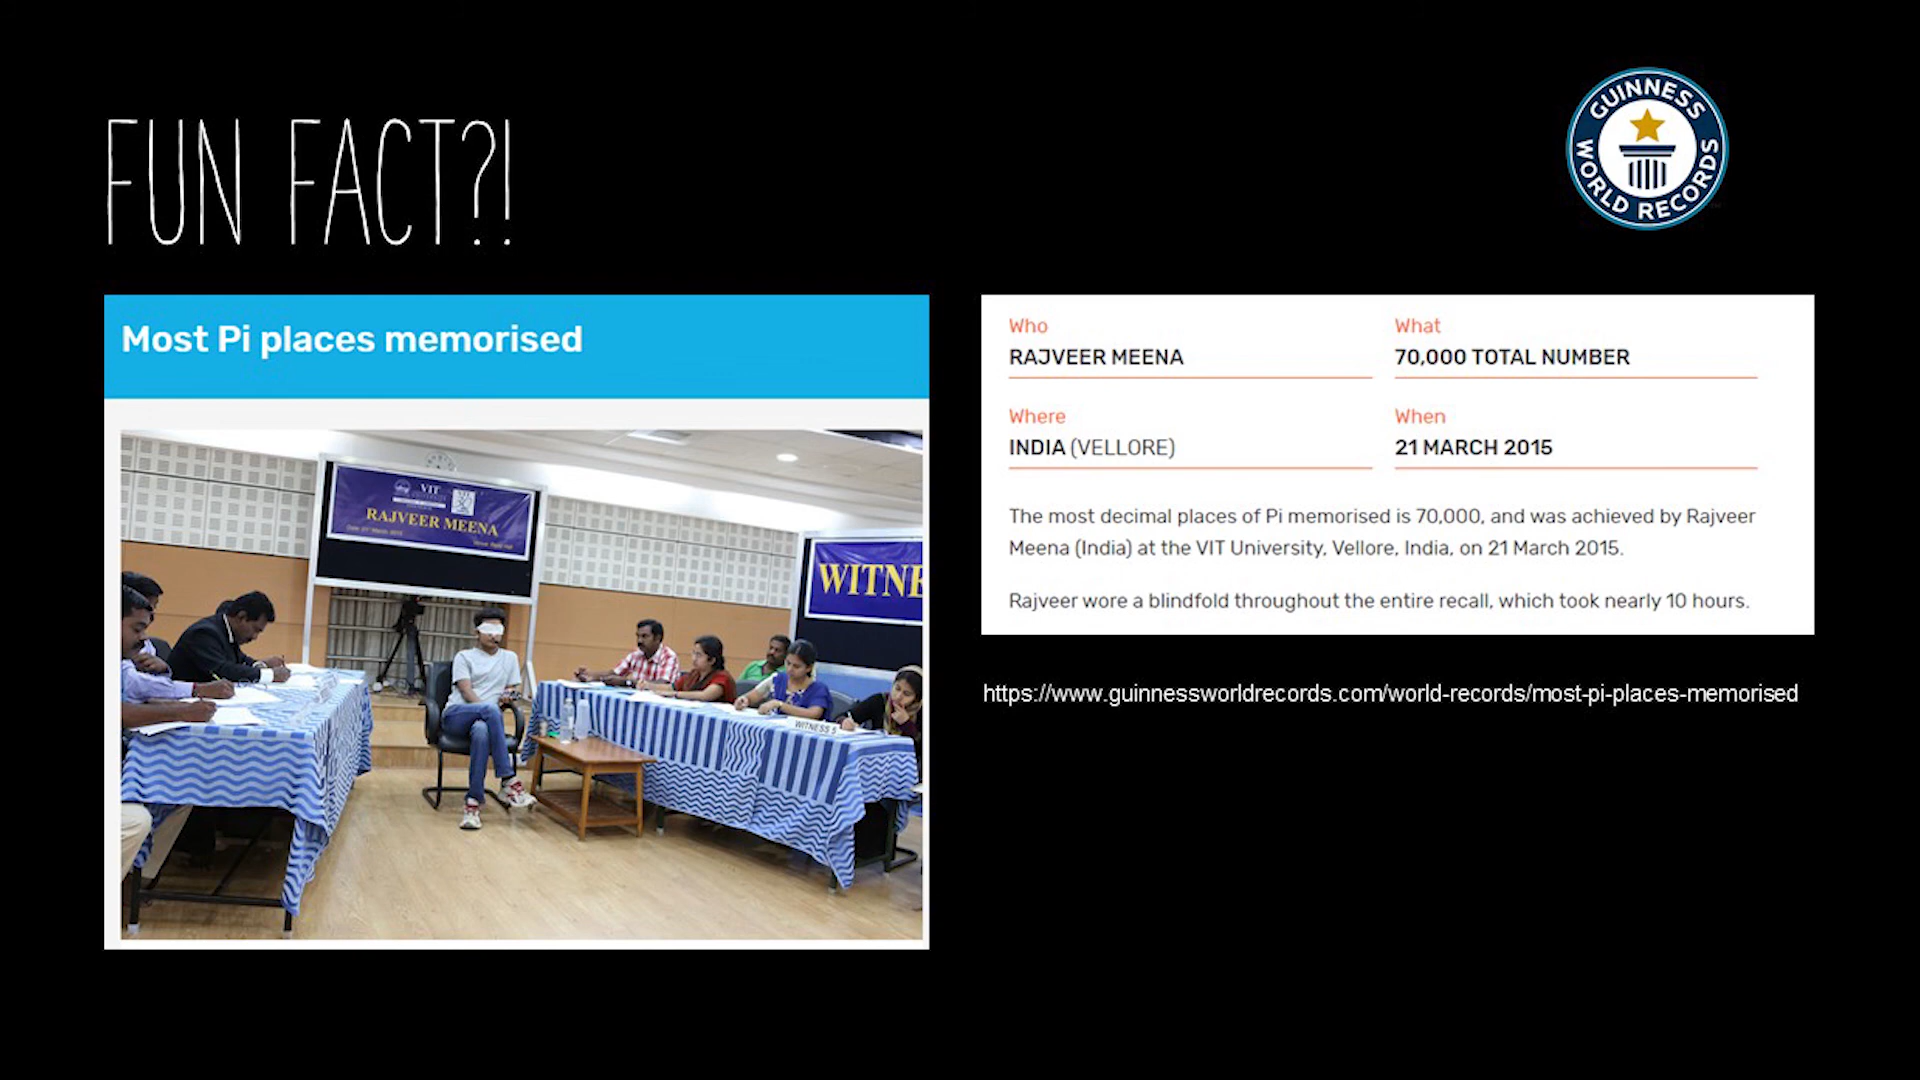 FUN FACT?!
GUINNESS WORLD RECORDS
Most Pi places memorised
VIT
RAJVEER MEENA
WITNE
WITNESS 5
Who
RAJVEER MEENA
What
70,000 TOTAL NUMBER
Where
INDIA (VELLORE)
When
21 MARCH 2015
The most decimal places of Pi memorised is 70,000, and was achieved by Rajveer
Meena (India) at the VIT University, Vellore, India, on 21 March 2015.
Rajveer wore a blindfold throughout the entire recall, which took nearly 10 hours.
https://www.guinnessworldrecords.com/world-records/most-pi-places-memorised